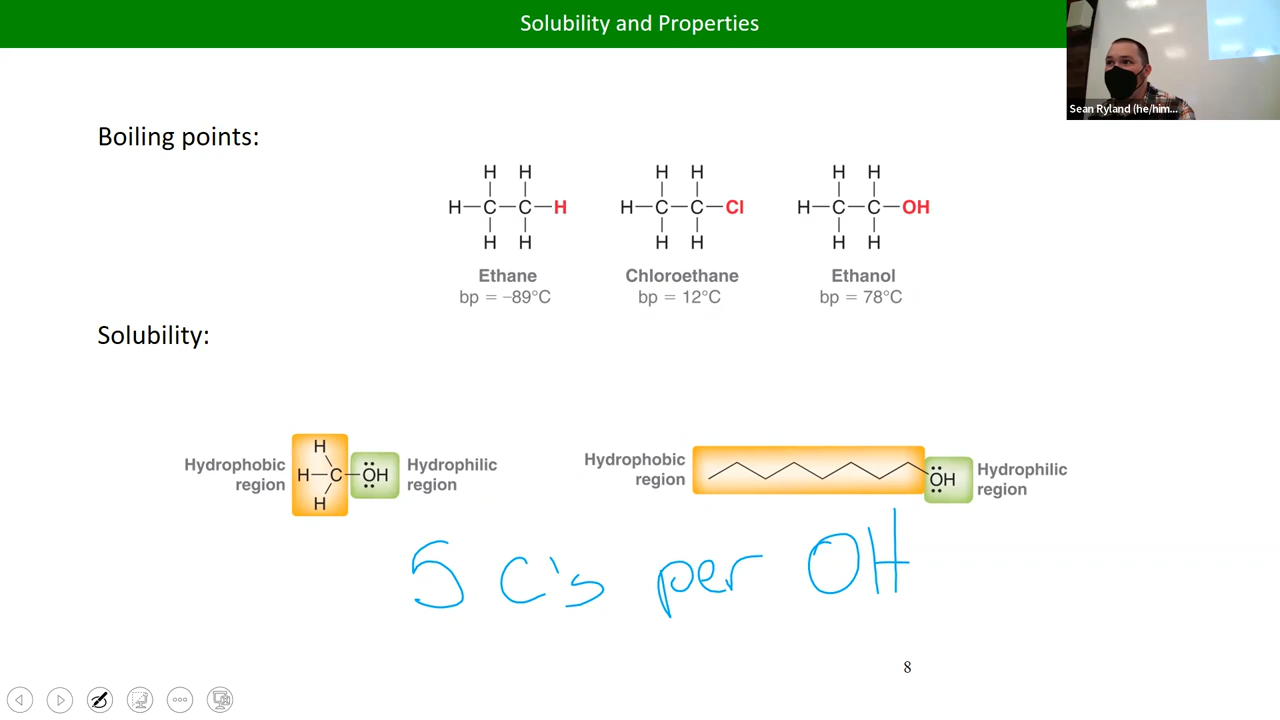 Solubility and Properties
Sean Ryland (he/him...
Boiling points:
H H
H–C–C–H
H H
Ethane
bp = –89°C
H H
H–C–C–Cl
H H
Chloroethane
bp = 12°C
H H
H–C–C–OH
H H
Ethanol
bp = 78°C
Solubility:
Hydrophobic
region
H
H–C–OH
H
Hydrophilic
region
Hydrophobic
region
OH
Hydrophilic
region
5 C's per OH
8